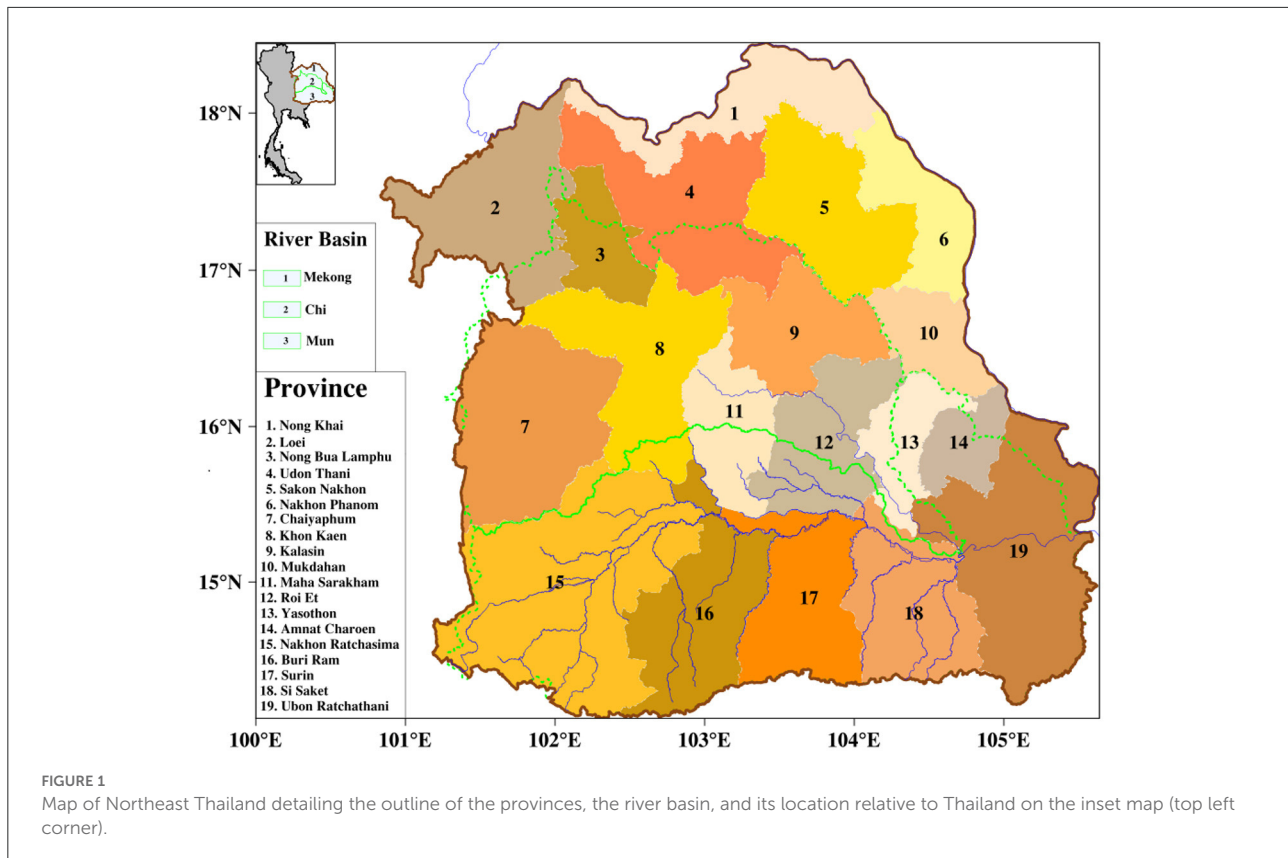 1
2
3
18°N
17°N
16°N
15°N
River Basin
1 Mekong
2 Chi
3 Mun
Province
1. Nong Khai
2. Loei
3. Nong Bua Lamphu
4. Udon Thani
5. Sakon Nakhon
6. Nakhon Phanom
7. Chaiyaphum
8. Khon Kaen
9. Kalasin
10. Mukdahan
11. Maha Sarakham
12. Roi Et
13. Yasothon
14. Amnat Charoen
15. Nakhon Ratchasima
16. Buri Ram
17. Surin
18. Si Saket
19. Ubon Ratchathani
1
2
4
5
3
6
8
9
10
7
11
12
13
14
15
16
17
18
19
100°E 101°E 102°E 103°E 104°E 105°E
FIGURE 1
Map of Northeast Thailand detailing the outline of the provinces, the river basin, and its location relative to Thailand on the inset map (top left
corner).